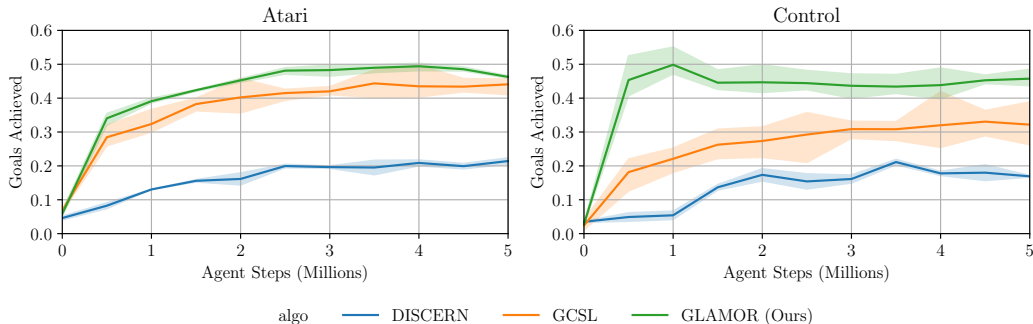 Atari
Goals Achieved
0.6
0.5
0.4
0.3
0.2
0.1
0.0
0 1 2 3 4 5
Agent Steps (Millions)
Control
Goals Achieved
0.6
0.5
0.4
0.3
0.2
0.1
0.0
0 1 2 3 4 5
Agent Steps (Millions)
algo DISCERN GCSL GLAMOR (Ours)